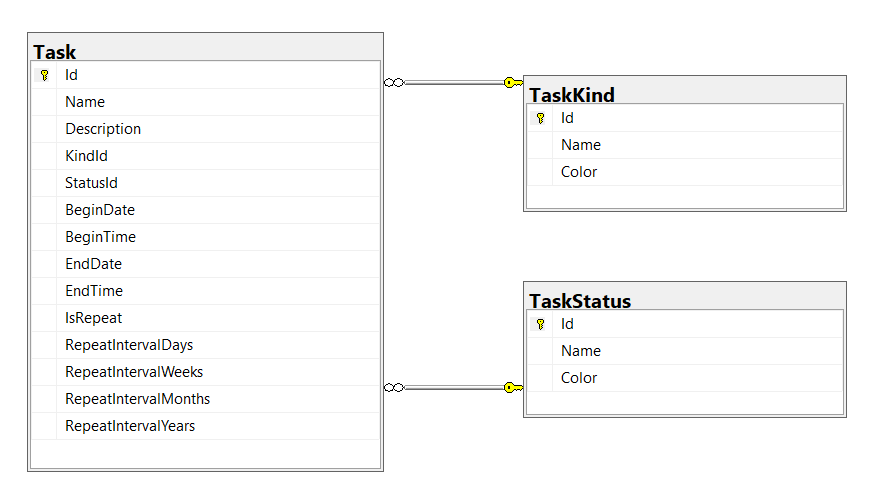 Task
Id
Name
Description
KindId
StatusId
BeginDate
BeginTime
EndDate
EndTime
IsRepeat
RepeatIntervalDays
RepeatIntervalWeeks
RepeatIntervalMonths
RepeatIntervalYears
TaskKind
Id
Name
Color
TaskStatus
Id
Name
Color